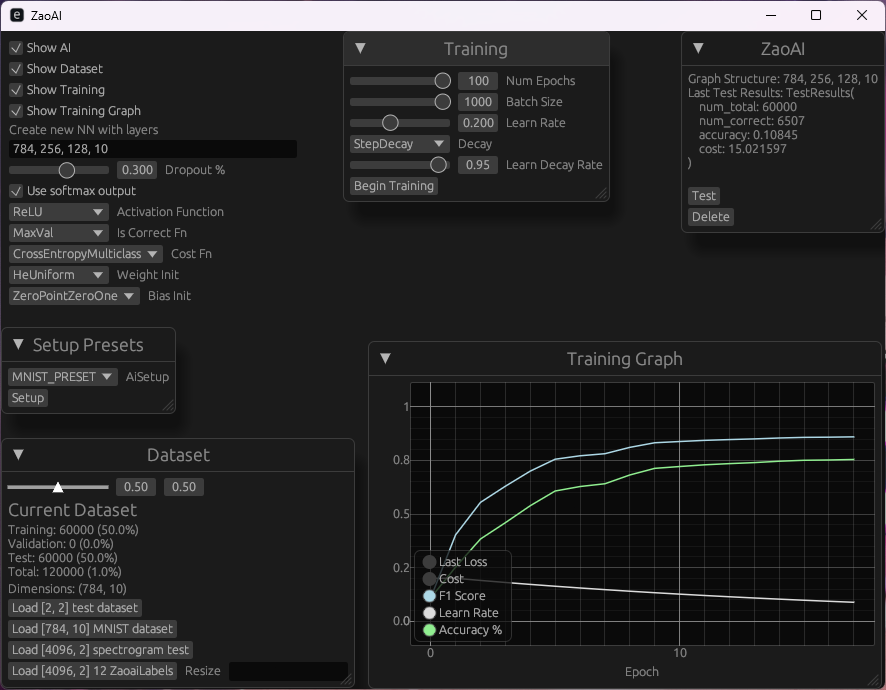 ZaoAI
Show AI
Show Dataset
Show Training
Show Training Graph
Create new NN with layers
784, 256, 128, 10
0.300 Dropout %
Use softmax output
ReLU Activation Function
MaxVal Is Correct Fn
CrossEntropyMulticlass Cost Fn
HeUniform Weight Init
ZeroPointZeroOne Bias Init
Training
100 Num Epochs
1000 Batch Size
0.200 Learn Rate
StepDecay Decay
0.95 Learn Decay Rate
Begin Training
ZaoAI
Graph Structure: 784, 256, 128, 10
Last Test Results: TestResults(
num_total: 60000
num_correct: 6507
accuracy: 0.10845
cost: 15.021597
)
Test
Delete
Setup Presets
MNIST_PRESET AiSetup
Setup
Dataset
0.50 0.50
Current Dataset
Training: 60000 (50.0%)
Validation: 0 (0.0%)
Test: 60000 (50.0%)
Total: 120000 (1.0%)
Dimensions: (784, 10)
Load [2, 2] test dataset
Load [784, 10] MNIST dataset
Load [4096, 2] spectrogram test
Load [4096, 2] 12 ZaoaiLabels Resize
Training Graph
1
0.8
0.5
0.2
0.0
Last Loss
Cost
F1 Score
Learn Rate
Accuracy %
0 10
Epoch